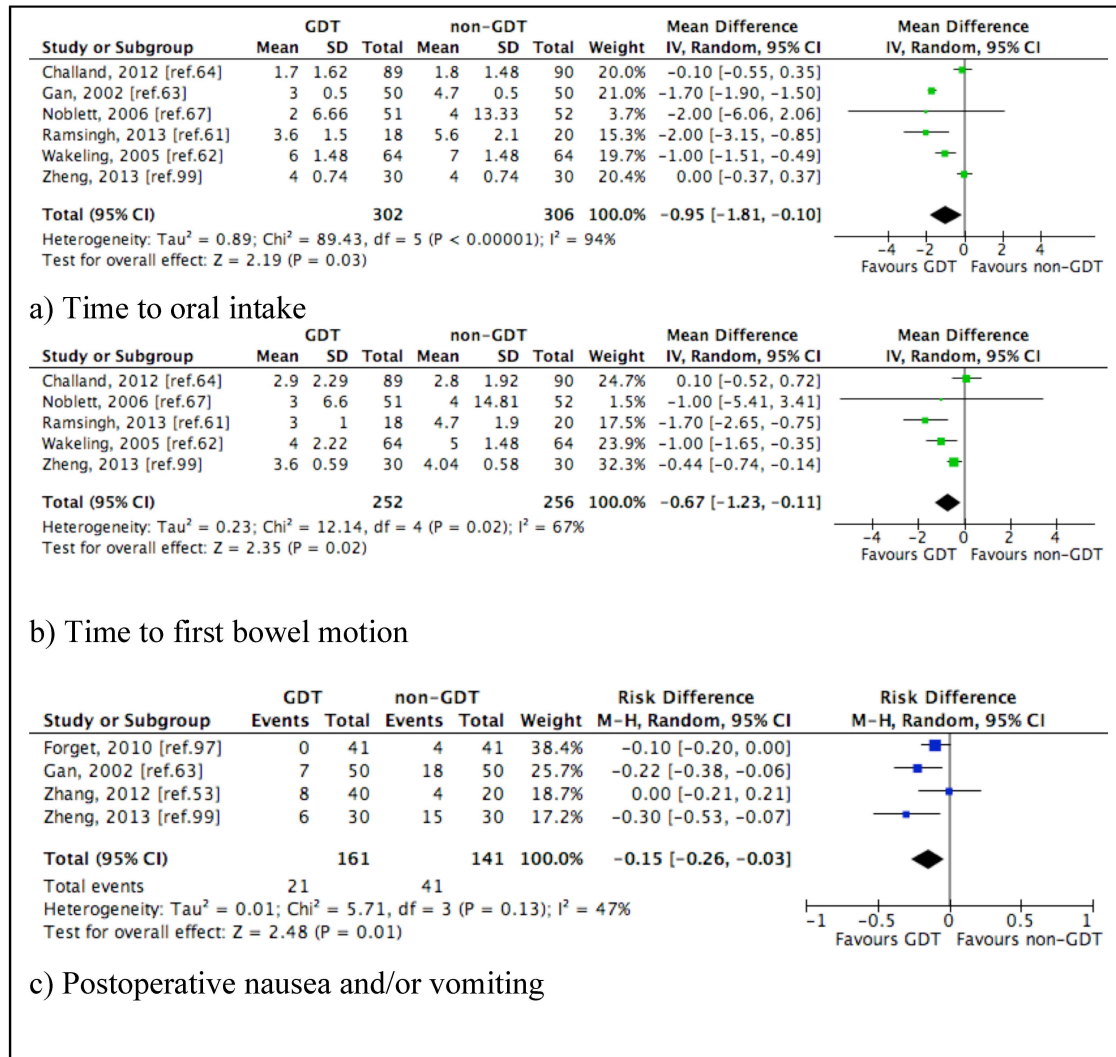 GDT non-GDT Mean Difference Mean Difference
Study or Subgroup Mean SD Total Mean SD Total Weight IV, Random, 95% CI IV, Random, 95% CI
Challand, 2012 [ref.64] 1.7 1.62 89 1.8 1.48 90 20.0% -0.10 [-0.55, 0.35]
Gan, 2002 [ref.63] 3 0.5 50 4.7 0.5 50 21.0% -1.70 [-1.90, -1.50]
Noblett, 2006 [ref.67] 2 6.66 51 4 13.33 52 3.7% -2.00 [-6.06, 2.06]
Ramsingh, 2013 [ref.61] 3.6 1.5 18 5.6 2.1 20 15.3% -2.00 [-3.15, -0.85]
Wakeling, 2005 [ref.62] 6 1.48 64 7 1.48 64 19.7% -1.00 [-1.51, -0.49]
Zheng, 2013 [ref.99] 4 0.74 30 4 0.74 30 20.4% 0.00 [-0.37, 0.37]
Total (95% CI) 302 306 100.0% -0.95 [-1.81, -0.10]
Heterogeneity: Tau² = 0.89; Chi² = 89.43, df = 5 (P < 0.00001); I² = 94%
Test for overall effect: Z = 2.19 (P = 0.03)
-4 -2 0 2 4
Favours GDT Favours non-GDT
a) Time to oral intake
GDT non-GDT Mean Difference Mean Difference
Study or Subgroup Mean SD Total Mean SD Total Weight IV, Random, 95% CI IV, Random, 95% CI
Challand, 2012 [ref.64] 2.9 2.29 89 2.8 1.92 90 24.7% 0.10 [-0.52, 0.72]
Noblett, 2006 [ref.67] 3 6.6 51 4 14.81 52 1.5% -1.00 [-5.41, 3.41]
Ramsingh, 2013 [ref.61] 3 1 18 4.7 1.9 20 17.5% -1.70 [-2.65, -0.75]
Wakeling, 2005 [ref.62] 4 2.22 64 5 1.48 64 23.9% -1.00 [-1.65, -0.35]
Zheng, 2013 [ref.99] 3.6 0.59 30 4.04 0.58 30 32.3% -0.44 [-0.74, -0.14]
Total (95% CI) 252 256 100.0% -0.67 [-1.23, -0.11]
Heterogeneity: Tau² = 0.23; Chi² = 12.14, df = 4 (P = 0.02); I² = 67%
Test for overall effect: Z = 2.35 (P = 0.02)
-4 -2 0 2 4
Favours GDT Favours non-GDT
b) Time to first bowel motion
GDT non-GDT Risk Difference Risk Difference
Study or Subgroup Events Total Events Total Weight M-H, Random, 95% CI M-H, Random, 95% CI
Forget, 2010 [ref.97] 0 41 4 41 38.4% -0.10 [-0.20, 0.00]
Gan, 2002 [ref.63] 7 50 18 50 25.7% -0.22 [-0.38, -0.06]
Zhang, 2012 [ref.53] 8 40 4 20 18.7% 0.00 [-0.21, 0.21]
Zheng, 2013 [ref.99] 6 30 15 30 17.2% -0.30 [-0.53, -0.07]
Total (95% CI) 161 141 100.0% -0.15 [-0.26, -0.03]
Total events 21 41
Heterogeneity: Tau² = 0.01; Chi² = 5.71, df = 3 (P = 0.13); I² = 47%
Test for overall effect: Z = 2.48 (P = 0.01)
-1 -0.5 0 0.5 1
Favours GDT Favours non-GDT
c) Postoperative nausea and/or vomiting